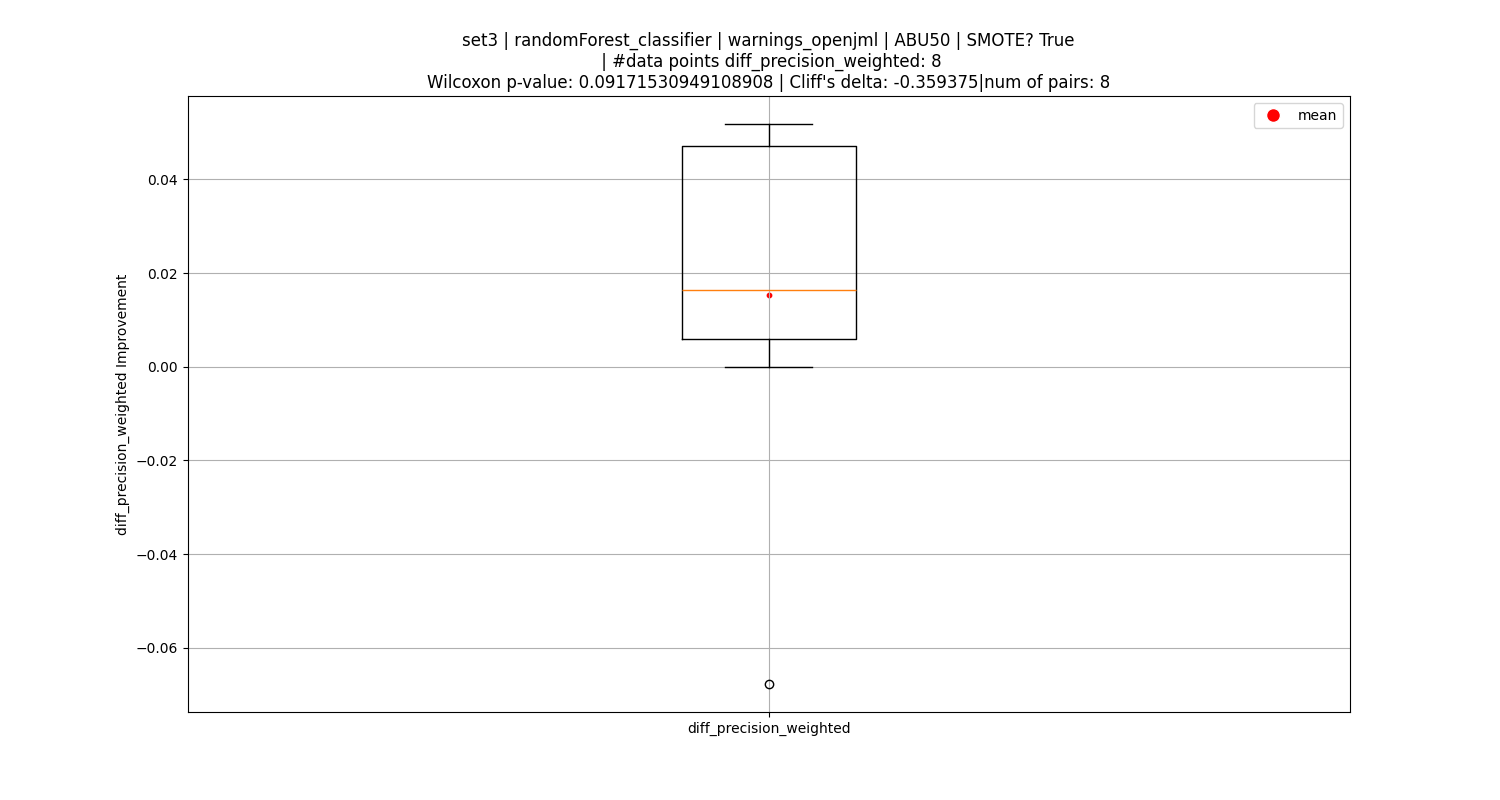 set3 | randomForest_classifier | warnings_openjml | ABU50 | SMOTE? True
| #data points diff_precision_weighted: 8
Wilcoxon p-value: 0.09171530949108908 | Cliff's delta: -0.359375|num of pairs: 8
mean
0.04
0.02
0.00
−0.02
−0.04
−0.06
diff_precision_weighted Improvement
diff_precision_weighted